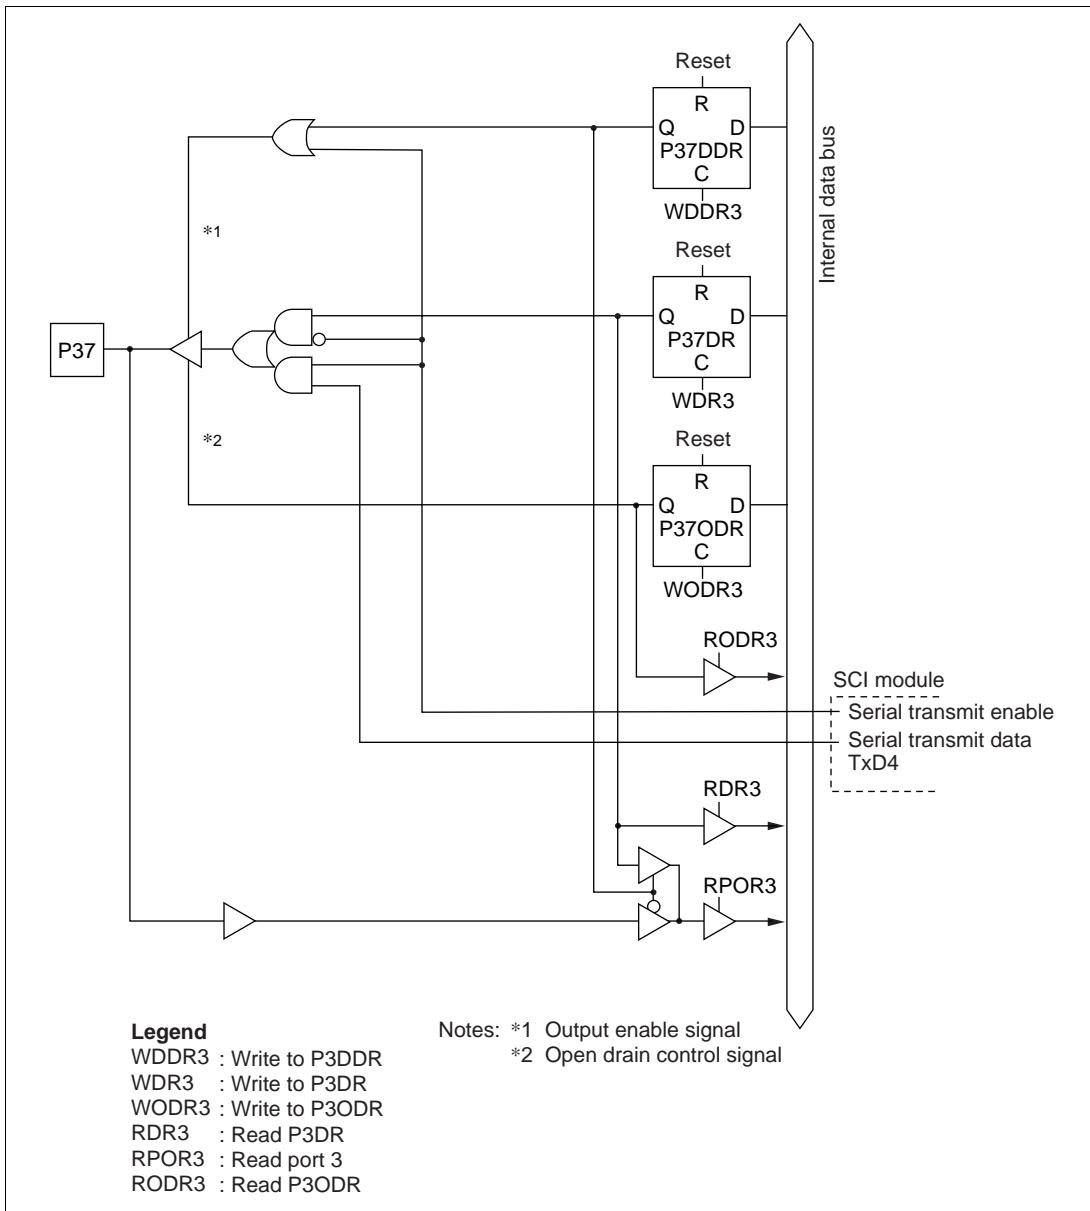 Reset
R
Q D
P37DDR
C
WDDR3
Internal data bus
*1
Reset
R
Q D
P37DR
C
WDR3
P37
*2
Reset
R
Q D
P37ODR
C
WODR3
RODR3
SCI module
Serial transmit enable
Serial transmit data
TxD4
RDR3
RPOR3
Legend
WDDR3 : Write to P3DDR
WDR3 : Write to P3DR
WODR3 : Write to P3ODR
RDR3 : Read P3DR
RPOR3 : Read port 3
RODR3 : Read P3ODR
Notes: *1 Output enable signal
*2 Open drain control signal